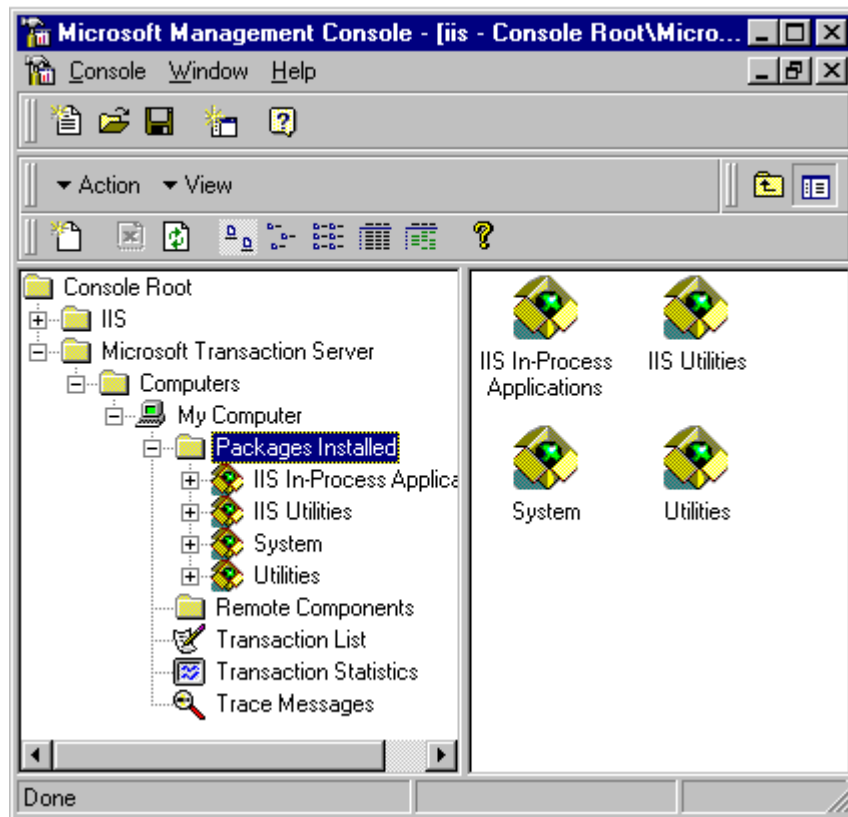 Microsoft Management Console - [iis - Console Root\Micro...
Console Window Help
Action View
Console Root
IIS
Microsoft Transaction Server
Computers
My Computer
Packages Installed
IIS In-Process Applica
IIS Utilities
System
Utilities
Remote Components
Transaction List
Transaction Statistics
Trace Messages
IIS In-Process
Applications
IIS Utilities
System
Utilities
Done